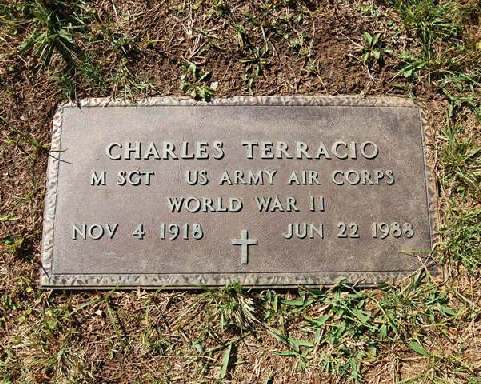 CHARLES TERRACIO
M SGT US ARMY AIR CORPS
WORLD WAR II
NOV 4 1918 JUN 22 1988